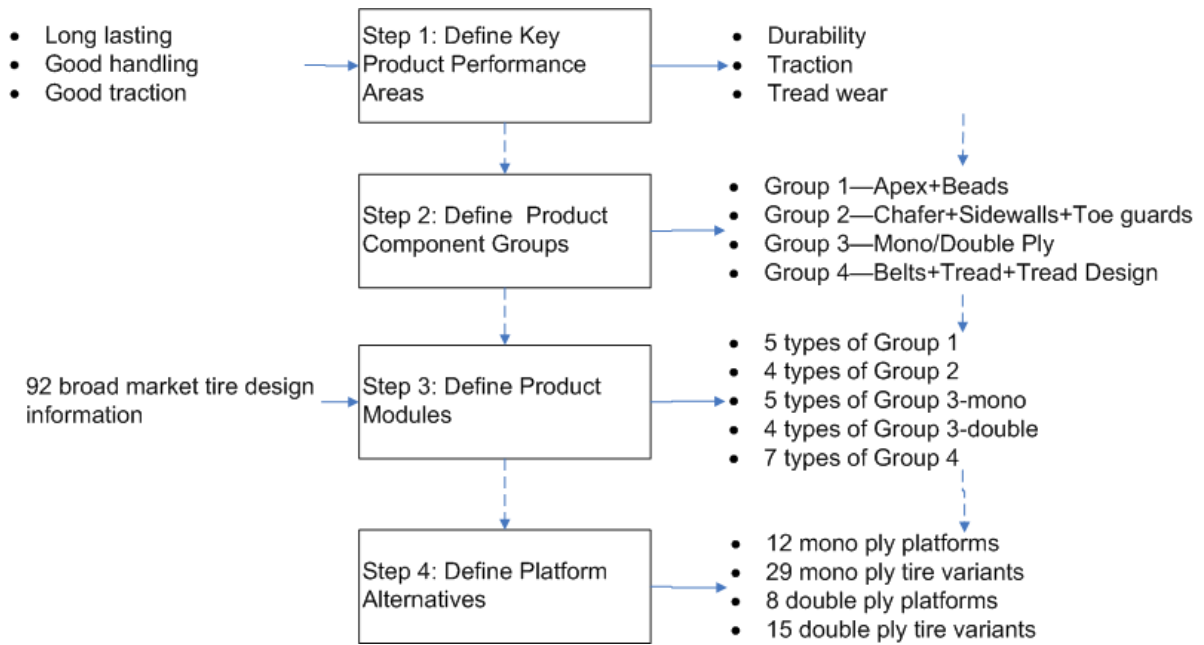 • Long lasting
• Good handling
• Good traction
Step 1: Define Key
Product Performance
Areas
• Durability
• Traction
• Tread wear
Step 2: Define Product
Component Groups
• Group 1—Apex+Beads
• Group 2—Chafer+Sidewalls+Toe guards
• Group 3—Mono/Double Ply
• Group 4—Belts+Tread+Tread Design
92 broad market tire design
information
Step 3: Define Product
Modules
• 5 types of Group 1
• 4 types of Group 2
• 5 types of Group 3-mono
• 4 types of Group 3-double
• 7 types of Group 4
Step 4: Define Platform
Alternatives
• 12 mono ply platforms
• 29 mono ply tire variants
• 8 double ply platforms
• 15 double ply tire variants